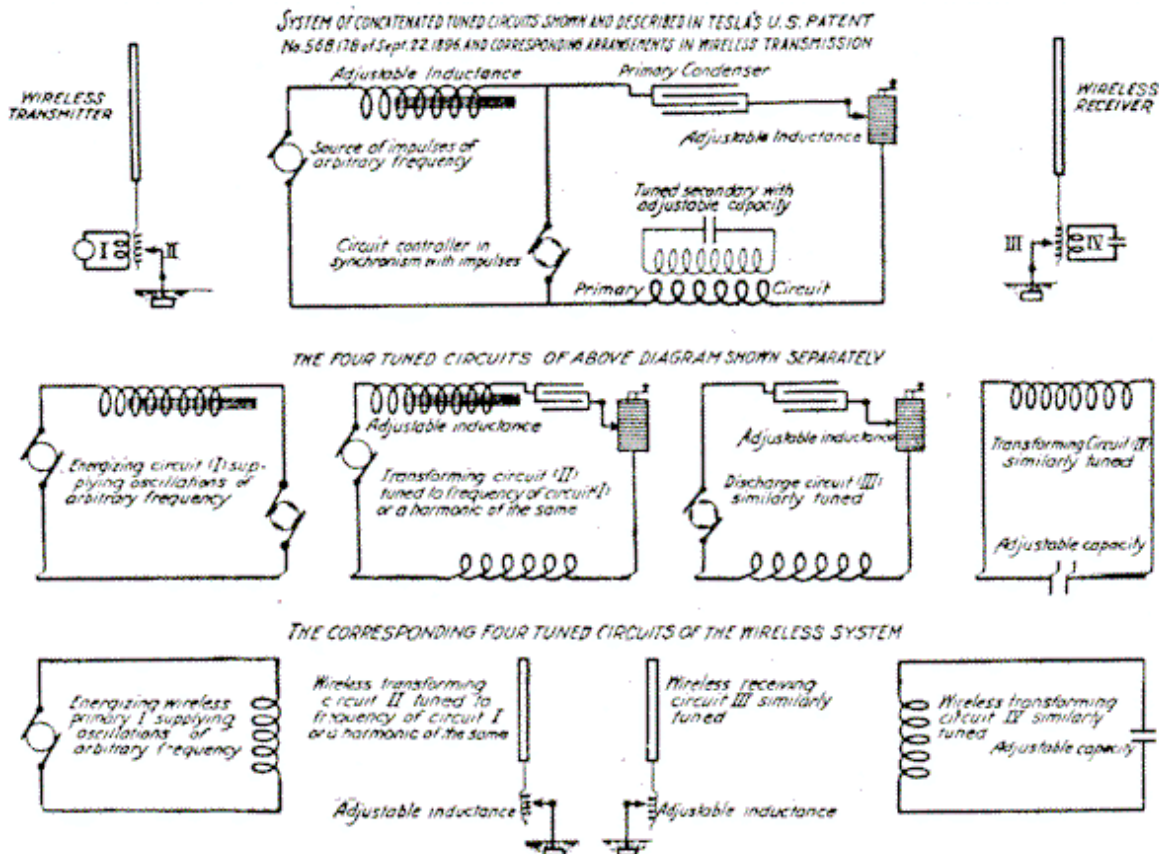 SYSTEM OF CONCATENATED TUNED CIRCUITS SHOWN AND DESCRIBED IN TESLA'S U.S. PATENT
No. 568,178 of Sept. 22, 1896, AND CORRESPONDING ARRANGEMENTS IN WIRELESS TRANSMISSION
WIRELESS
TRANSMITTER
I
II
Adjustable Inductance
Primary Condenser
Source of impulses of
arbitrary frequency
Adjustable Inductance
Tuned secondary with
adjustable capacity
Circuit controller in
synchronism with impulses
Primary Circuit
WIRELESS
RECEIVER
III
IV
THE FOUR TUNED CIRCUITS OF ABOVE DIAGRAM SHOWN SEPARATELY
Energizing circuit (I) sup-
plying oscillations of
arbitrary frequency
Adjustable inductance
Transforming circuit (II)
tuned to frequency of circuit (I)
or a harmonic of the same
Adjustable inductance
Discharge circuit (III)
similarly tuned
Transforming Circuit (IV)
similarly tuned
Adjustable capacity
THE CORRESPONDING FOUR TUNED CIRCUITS OF THE WIRELESS SYSTEM
Energizing wireless
primary I supplying
oscillations of
arbitrary frequency
Wireless transforming
circuit II tuned to
frequency of circuit I
or a harmonic of the same
Adjustable inductance
Wireless receiving
circuit III similarly
tuned
Adjustable inductance
Wireless transforming
circuit IV similarly
tuned
Adjustable capacity